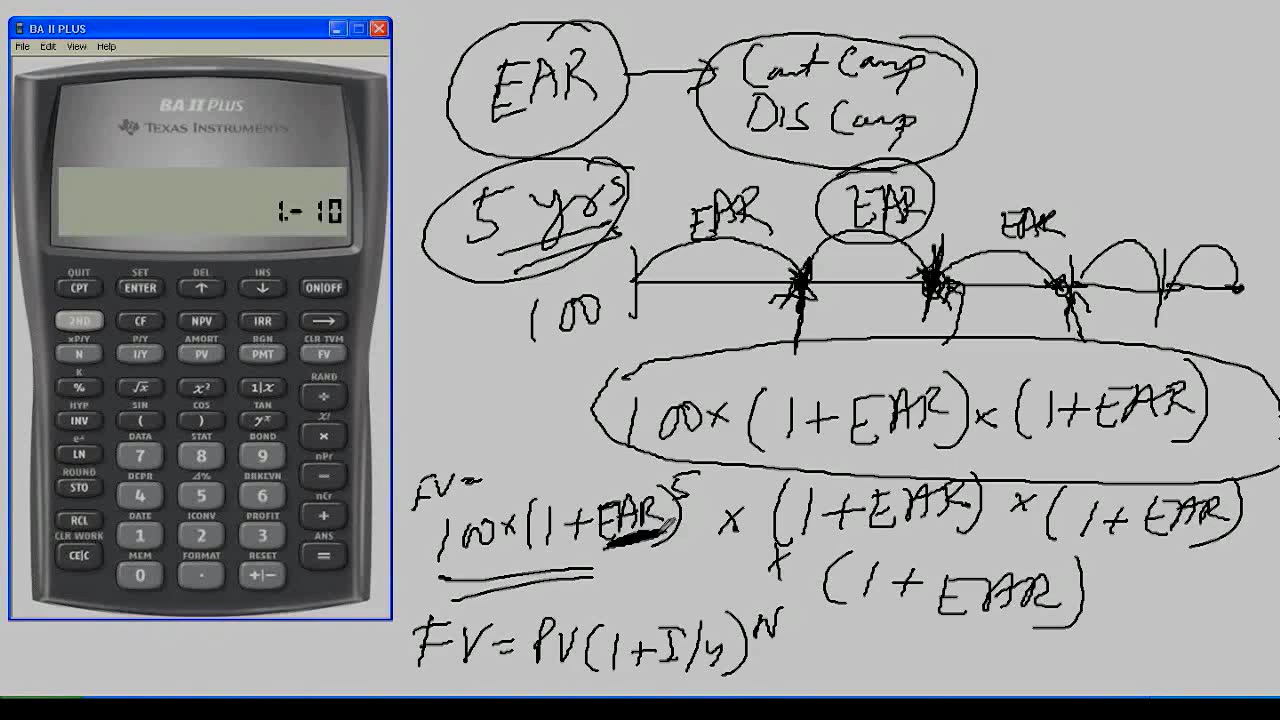 BA II PLUS
File Edit View Help
BA II PLUS
TEXAS INSTRUMENTS
1.- 10
QUIT SET DEL INS
CPT ENTER ↑ ↓ ON/OFF
2ND CF NPV IRR →
xP/Y P/Y AMORT BGN CLR TVM
N I/Y PV PMT FV
K RAND
% √x x² 1|x ÷
HYP SIN COS TAN x!
INV ( ) yˣ ×
eˣ DATA STAT BOND nPr
LN 7 8 9 −
ROUND DEPR Δ% BRKEVN nCr
STO 4 5 6 +
DATE ICONV PROFIT ANS
RCL 1 2 3 =
CLR WORK MEM FORMAT RESET
CE|C 0 . +|−
EAR
Cont Comp
Dis Comp
5 yrs
EAR EAR EAR
100
100 × (1 + EAR) × (1 + EAR)
FV =
100 × (1 + EAR)⁵ × (1 + EAR) × (1 + EAR)
× (1 + EAR)
FV = PV (1 + I/y)ᴺ